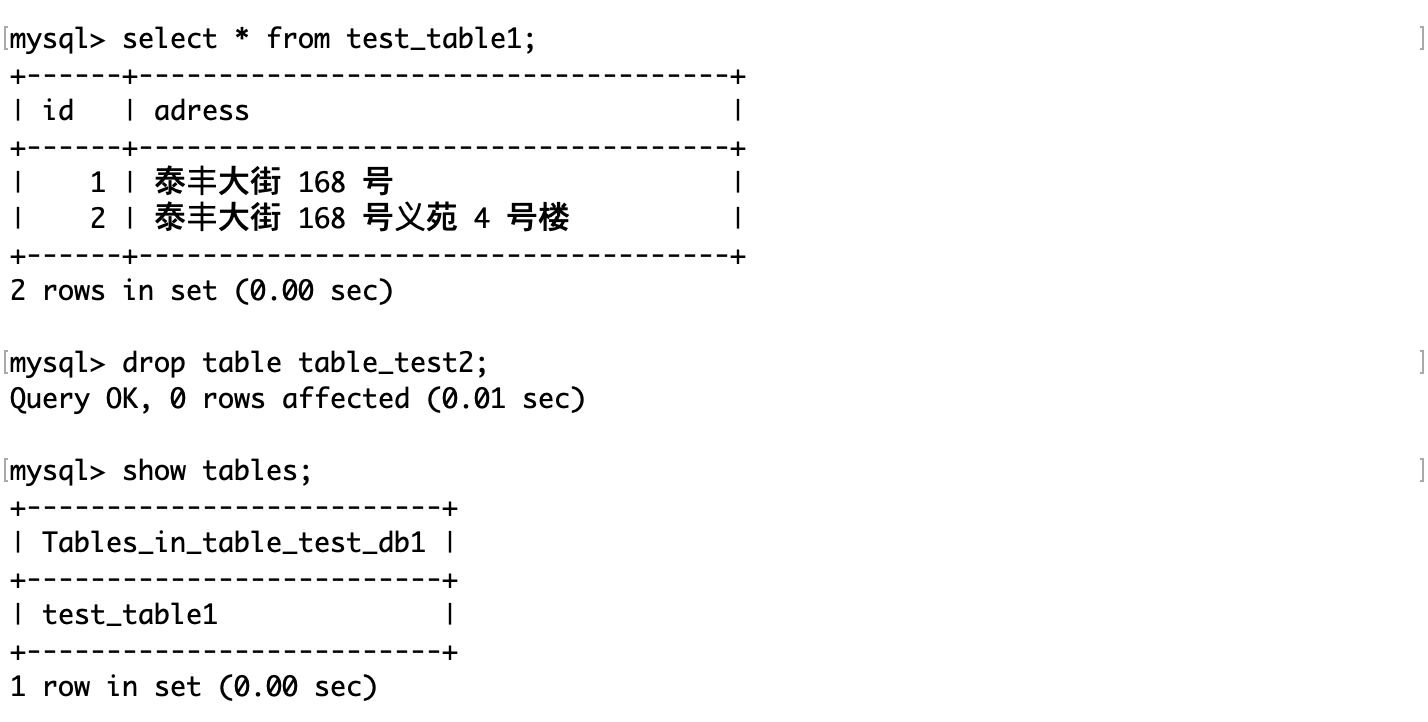 [mysql> select * from test_table1; ]
+------+-------------------------------------+
| id   | adress                              |
+------+-------------------------------------+
|    1 | 泰丰大街 168 号                     |
|    2 | 泰丰大街 168 号义苑 4 号楼          |
+------+-------------------------------------+
2 rows in set (0.00 sec)
[mysql> drop table table_test2; ]
Query OK, 0 rows affected (0.01 sec)
[mysql> show tables; ]
+--------------------------+
| Tables_in_table_test_db1 |
+--------------------------+
| test_table1              |
+--------------------------+
1 row in set (0.00 sec)